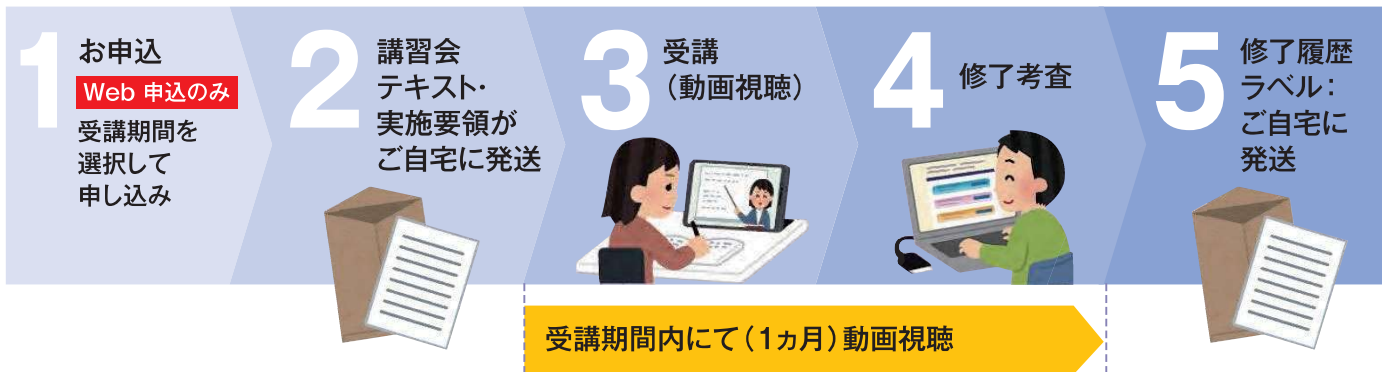 1
お申込
Web 申込のみ
受講期間を
選択して
申し込み
2
講習会
テキスト・
実施要領が
ご自宅に発送
3
受講
（動画視聴）
4
修了考査
5
修了履歴
ラベル：
ご自宅に
発送
受講期間内にて（1ヵ月）動画視聴